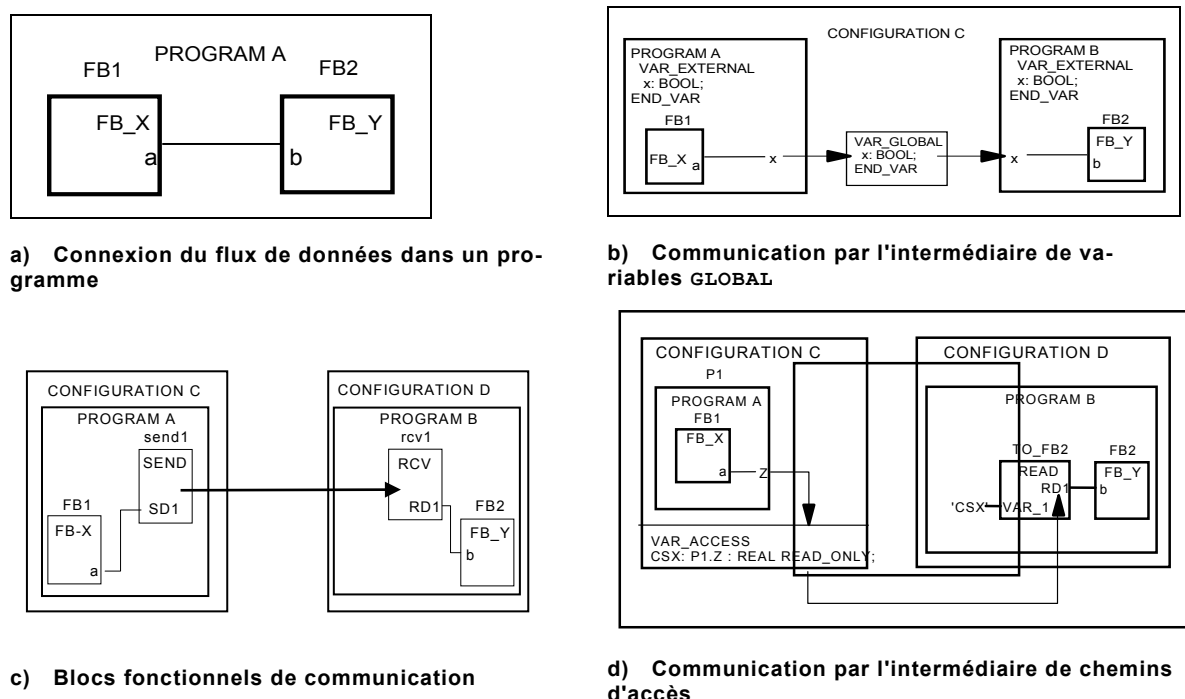 PROGRAM A
FB1
FB2
FB_X
FB_Y
a
b
a) Connexion du flux de données dans un pro-
gramme
CONFIGURATION C
PROGRAM A
VAR_EXTERNAL
x: BOOL;
END_VAR
FB1
FB_X
a
x
VAR_GLOBAL
x: BOOL;
END_VAR
PROGRAM B
VAR_EXTERNAL
x: BOOL;
END_VAR
FB2
FB_Y
x
b
b) Communication par l'intermédiaire de va-
riables GLOBAL
CONFIGURATION C
PROGRAM A
send1
SEND
SD1
FB1
FB-X
a
CONFIGURATION D
PROGRAM B
rcv1
RCV
RD1
FB2
FB_Y
b
c) Blocs fonctionnels de communication
CONFIGURATION C
P1
PROGRAM A
FB1
FB_X
a
Z
VAR_ACCESS
CSX: P1.Z : REAL READ_ONLY;
CONFIGURATION D
PROGRAM B
TO_FB2
READ
RD1
'CSX'
VAR_1
FB2
FB_Y
b
d) Communication par l'intermédiaire de chemins
d'accès